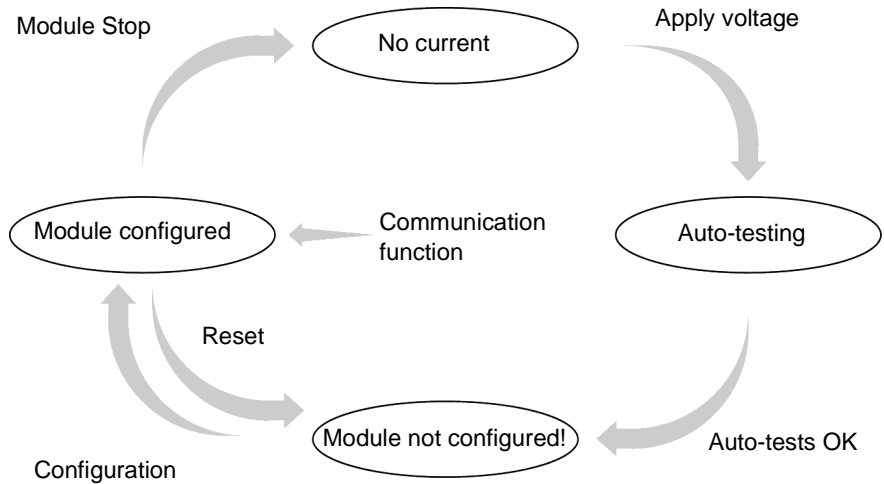 Module Stop
No current
Apply voltage
Module configured
Communication
function
Auto-testing
Reset
Module not configured!
Auto-tests OK
Configuration